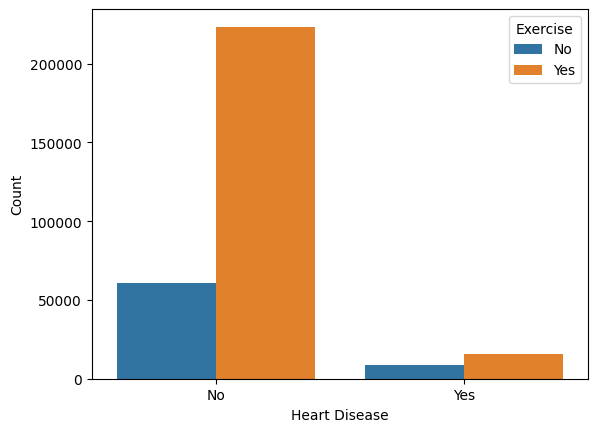 Exercise
No
Yes
200000
150000
100000
50000
0
Count
No Yes
Heart Disease